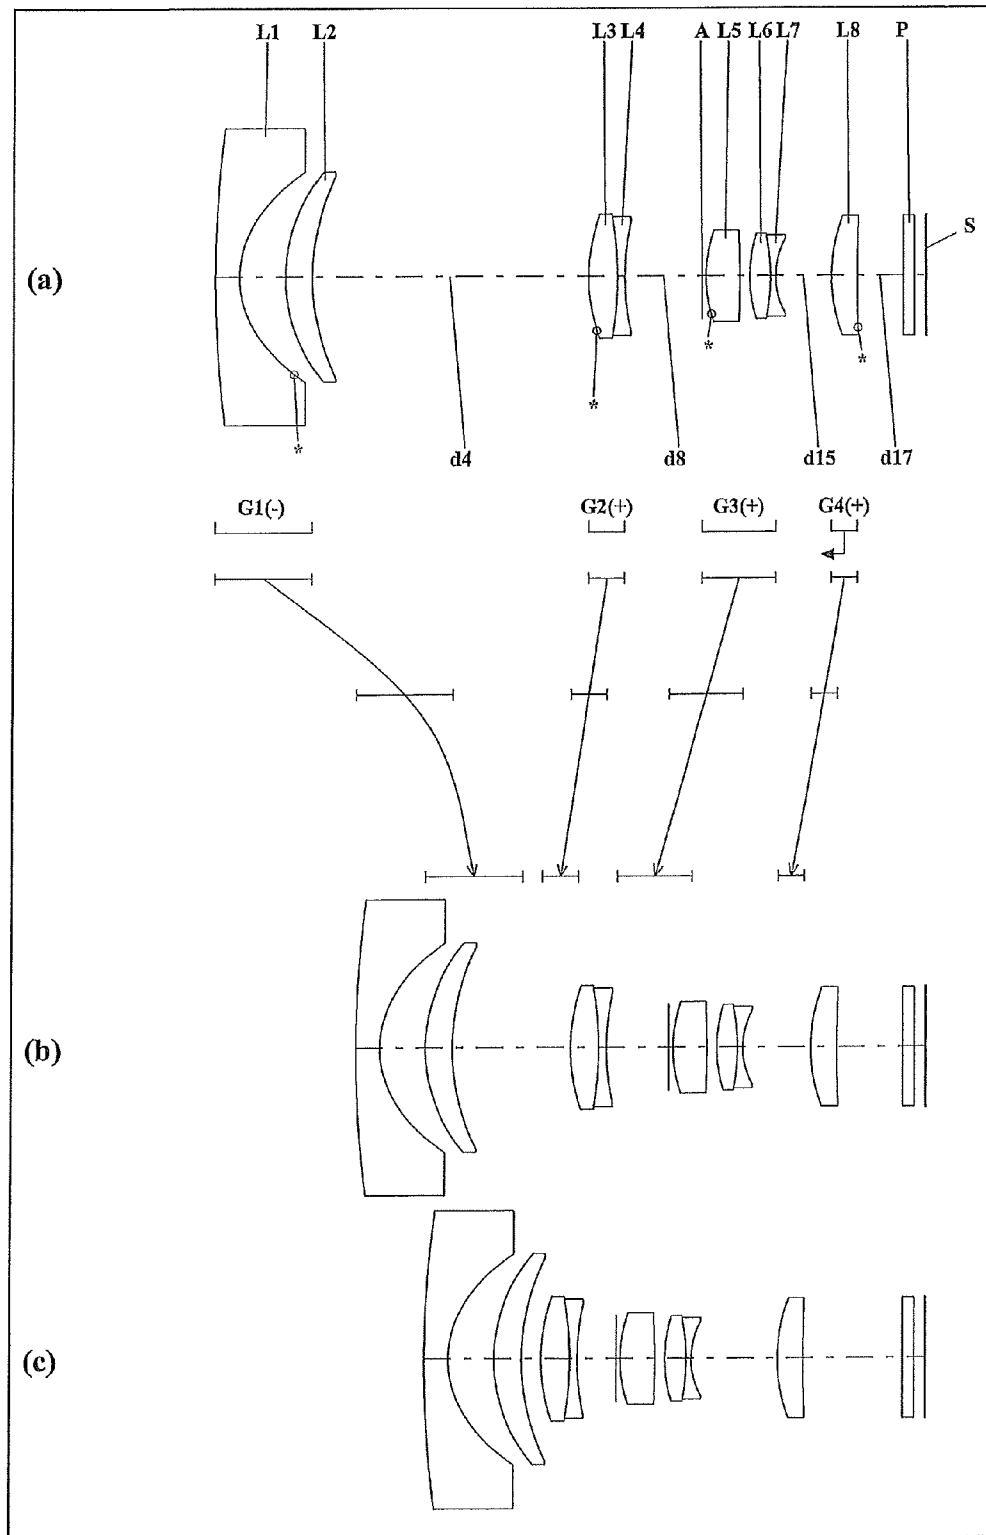 L1 L2 L3 L4 A L5 L6 L7 L8 P
S
(a)
* * * *
d4 d8 d15 d17
G1(-) G2(+) G3(+) G4(+)
(b)
(c)